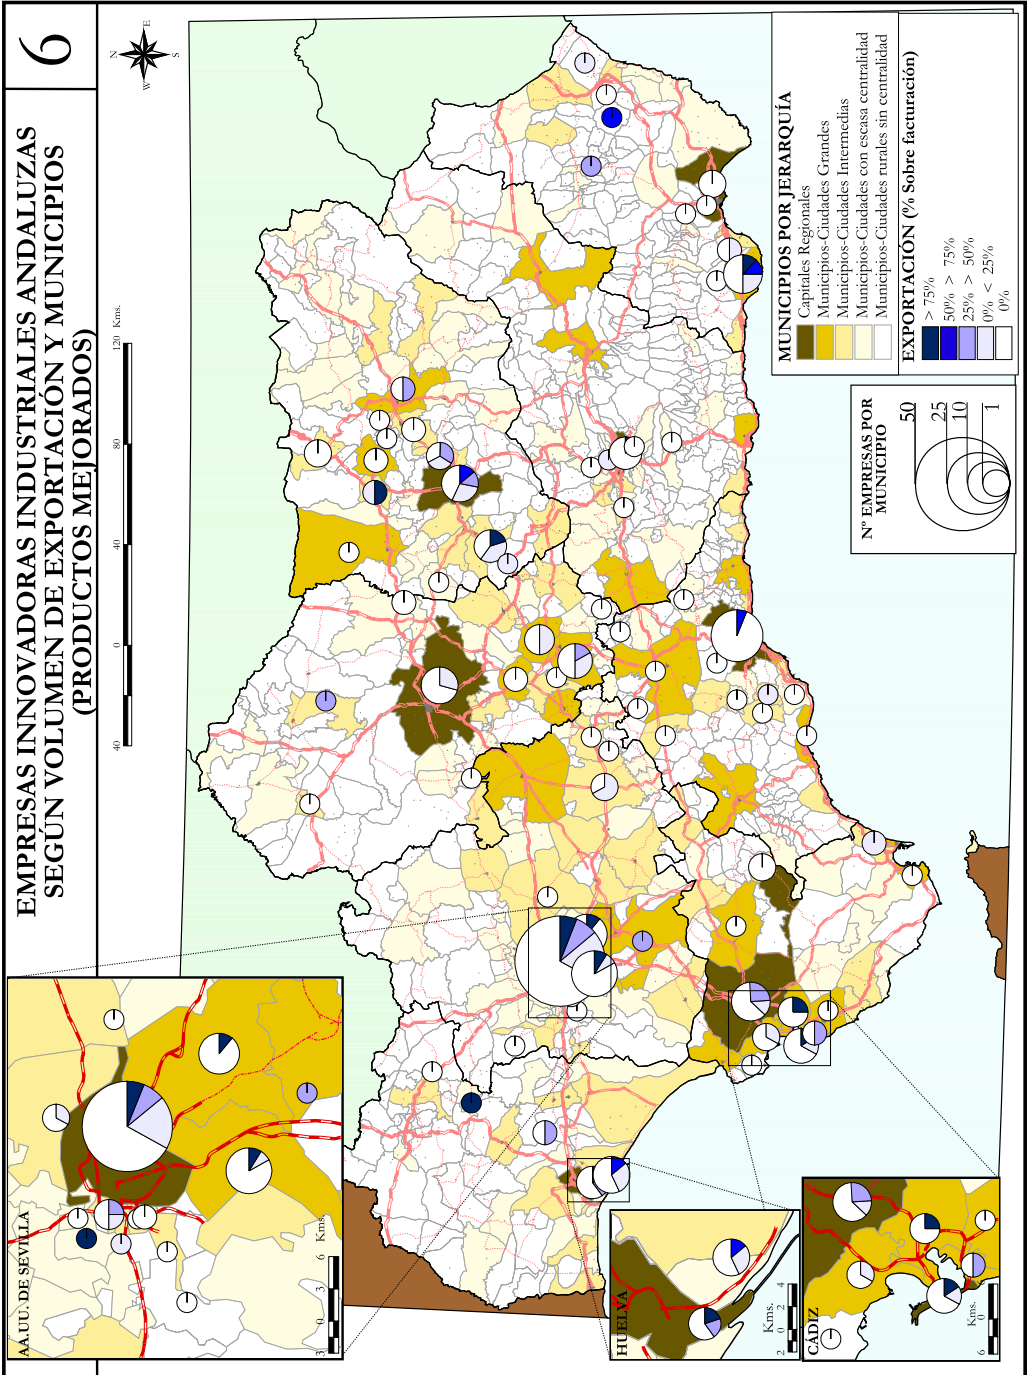 6
EMPRESAS INNOVADORAS INDUSTRIALES ANDALUZAS
SEGÚN VOLUMEN DE EXPORTACIÓN Y MUNICIPIOS
(PRODUCTOS MEJORADOS)
N
E
S
W
40 0 40 80 120 Kms.
MUNICIPIOS POR JERARQUÍA
Capitales Regionales
Municipios-Ciudades Grandes
Municipios-Ciudades Intermedias
Municipios-Ciudades con escasa centralidad
Municipios-Ciudades rurales sin centralidad
EXPORTACIÓN (% Sobre facturación)
> 75%
50% > 75%
25% > 50%
0% < 25%
0%
Nº EMPRESAS POR
MUNICIPIO
50
25
10
1
AA.UU. DE SEVILLA
3 0 3 6 Kms.
HUELVA
Kms.
2 0 2 4
CÁDIZ
Kms.
6 0 6